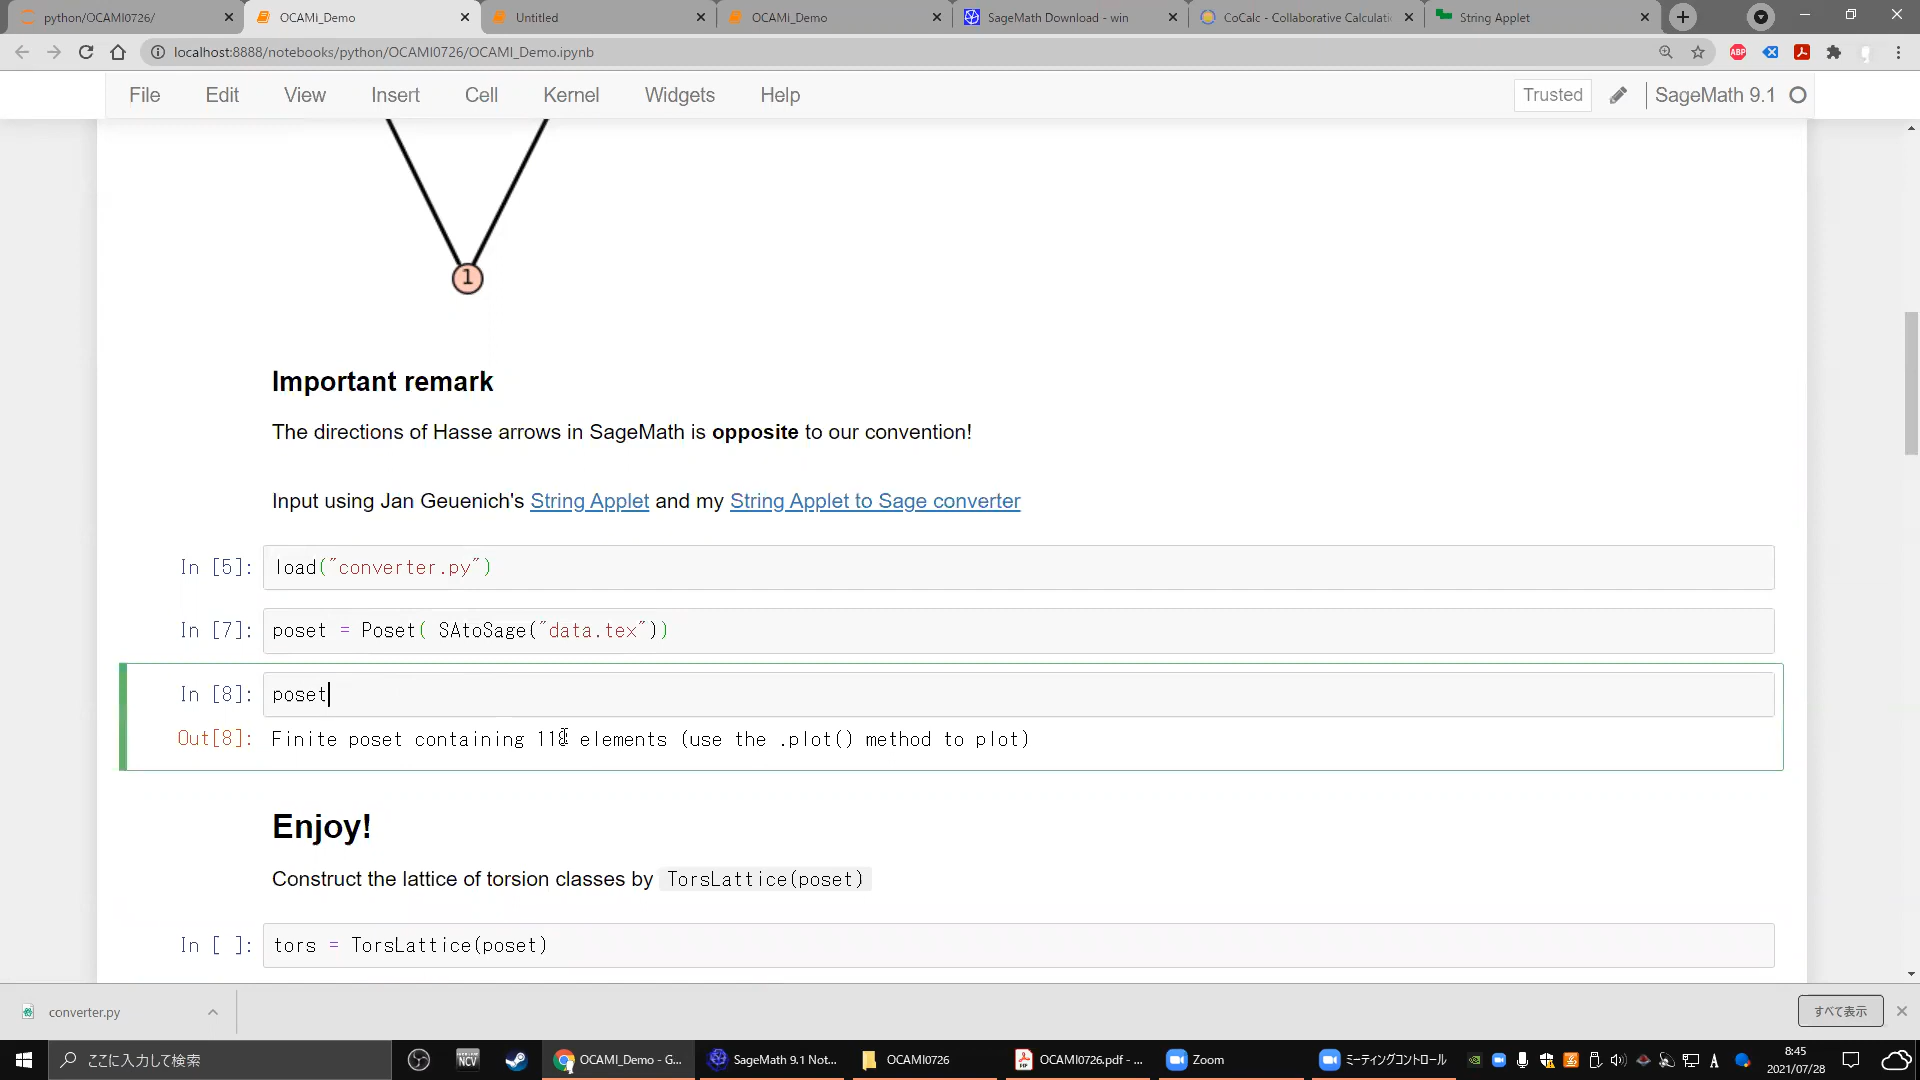 python/OCAMI0726/
OCAMi_Demo
Untitled
OCAMi_Demo
SageMath Download - win
CoCalc - Collaborative Calculati
String Applet
localhost:8888/notebooks/python/OCAMI0726/OCAMI_Demo.ipynb
ABP
File
Edit
View
Insert
Cell
Kernel
Widgets
Help
Trusted
SageMath 9.1
1
Important remark
The directions of Hasse arrows in SageMath is opposite to our convention!
Input using Jan Geuenich's String Applet and my String Applet to Sage converter
In [5]: load("converter.py")
In [7]: poset = Poset( SAtoSage("data.tex"))
In [8]: poset
Out[8]: Finite poset containing 118 elements (use the .plot() method to plot)
Enjoy!
Construct the lattice of torsion classes by TorsLattice(poset)
In [ ]: tors = TorsLattice(poset)
converter.py
すべて表示
ここに入力して検索
NCV
OCAMI_Demo - G...
SageMath 9.1 Not...
OCAMI0726
OCAMI0726.pdf - ...
Zoom
ミーティングコントロール
A
8:45
2021/07/28